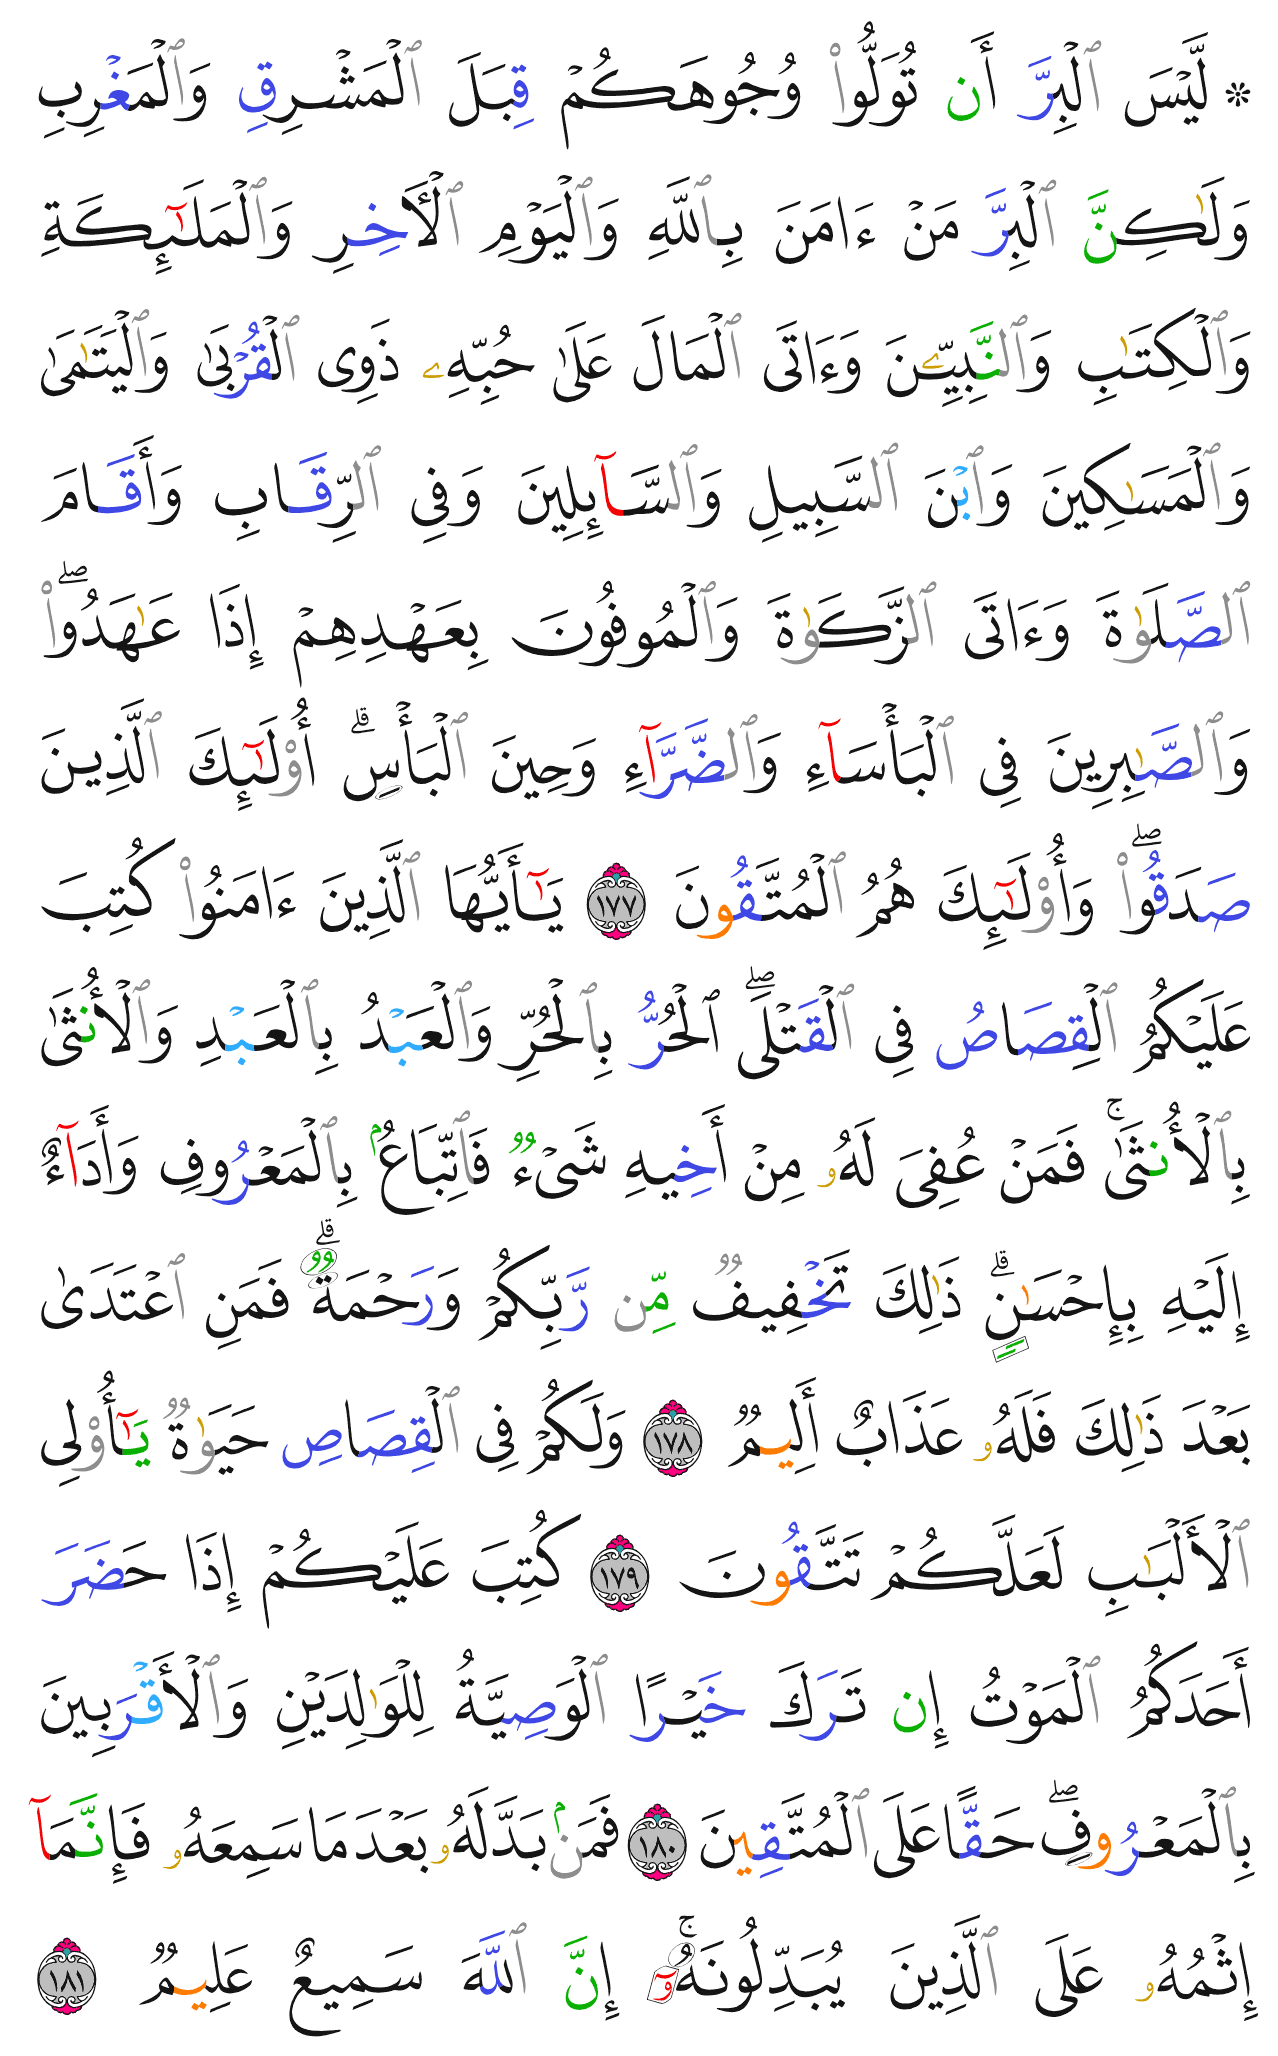 ۞ لَّيْسَ ٱلْبِرَّ أَن تُوَلُّوا۟ وُجُوهَكُمْ قِبَلَ ٱلْمَشْرِقِ وَٱلْمَغْرِبِ
وَلَـٰكِنَّ ٱلْبِرَّ مَنْ ءَامَنَ بِٱللَّهِ وَٱلْيَوْمِ ٱلْـَٔاخِرِ وَٱلْمَلَـٰٓئِكَةِ
وَٱلْكِتَـٰبِ وَٱلنَّبِيِّـۧنَ وَءَاتَى ٱلْمَالَ عَلَىٰ حُبِّهِۦ ذَوِى ٱلْقُرْبَىٰ وَٱلْيَتَـٰمَىٰ
وَٱلْمَسَـٰكِينَ وَٱبْنَ ٱلسَّبِيلِ وَٱلسَّآئِلِينَ وَفِى ٱلرِّقَابِ وَأَقَامَ
ٱلصَّلَوٰةَ وَءَاتَى ٱلزَّكَوٰةَ وَٱلْمُوفُونَ بِعَهْدِهِمْ إِذَا عَـٰهَدُوا۟ ۖ
وَٱلصَّـٰبِرِينَ فِى ٱلْبَأْسَآءِ وَٱلضَّرَّآءِ وَحِينَ ٱلْبَأْسِ ۗ أُو۟لَـٰٓئِكَ ٱلَّذِينَ
صَدَقُوا۟ ۖ وَأُو۟لَـٰٓئِكَ هُمُ ٱلْمُتَّقُونَ ١٧٧ يَـٰٓأَيُّهَا ٱلَّذِينَ ءَامَنُوا۟ كُتِبَ
عَلَيْكُمُ ٱلْقِصَاصُ فِى ٱلْقَتْلَى ۖ ٱلْحُرُّ بِٱلْحُرِّ وَٱلْعَبْدُ بِٱلْعَبْدِ وَٱلْأُنثَىٰ
بِٱلْأُنثَىٰ ۚ فَمَنْ عُفِىَ لَهُۥ مِنْ أَخِيهِ شَىْءٌ فَٱتِّبَاعٌۢ بِٱلْمَعْرُوفِ وَأَدَآءٌ
إِلَيْهِ بِإِحْسَـٰنٍ ۗ ذَٰلِكَ تَخْفِيفٌ مِّن رَّبِّكُمْ وَرَحْمَةٌ ۗ فَمَنِ ٱعْتَدَىٰ
بَعْدَ ذَٰلِكَ فَلَهُۥ عَذَابٌ أَلِيمٌ ١٧٨ وَلَكُمْ فِى ٱلْقِصَاصِ حَيَوٰةٌ يَـٰٓأُو۟لِى
ٱلْأَلْبَـٰبِ لَعَلَّكُمْ تَتَّقُونَ ١٧٩ كُتِبَ عَلَيْكُمْ إِذَا حَضَرَ
أَحَدَكُمُ ٱلْمَوْتُ إِن تَرَكَ خَيْرًا ٱلْوَصِيَّةُ لِلْوَٰلِدَيْنِ وَٱلْأَقْرَبِينَ
بِٱلْمَعْرُوفِ ۖ حَقًّا عَلَى ٱلْمُتَّقِينَ ١٨٠ فَمَنۢ بَدَّلَهُۥ بَعْدَ مَا سَمِعَهُۥ فَإِنَّمَآ
إِثْمُهُۥ عَلَى ٱلَّذِينَ يُبَدِّلُونَهُۥٓ ۚ إِنَّ ٱللَّهَ سَمِيعٌ عَلِيمٌ ١٨١